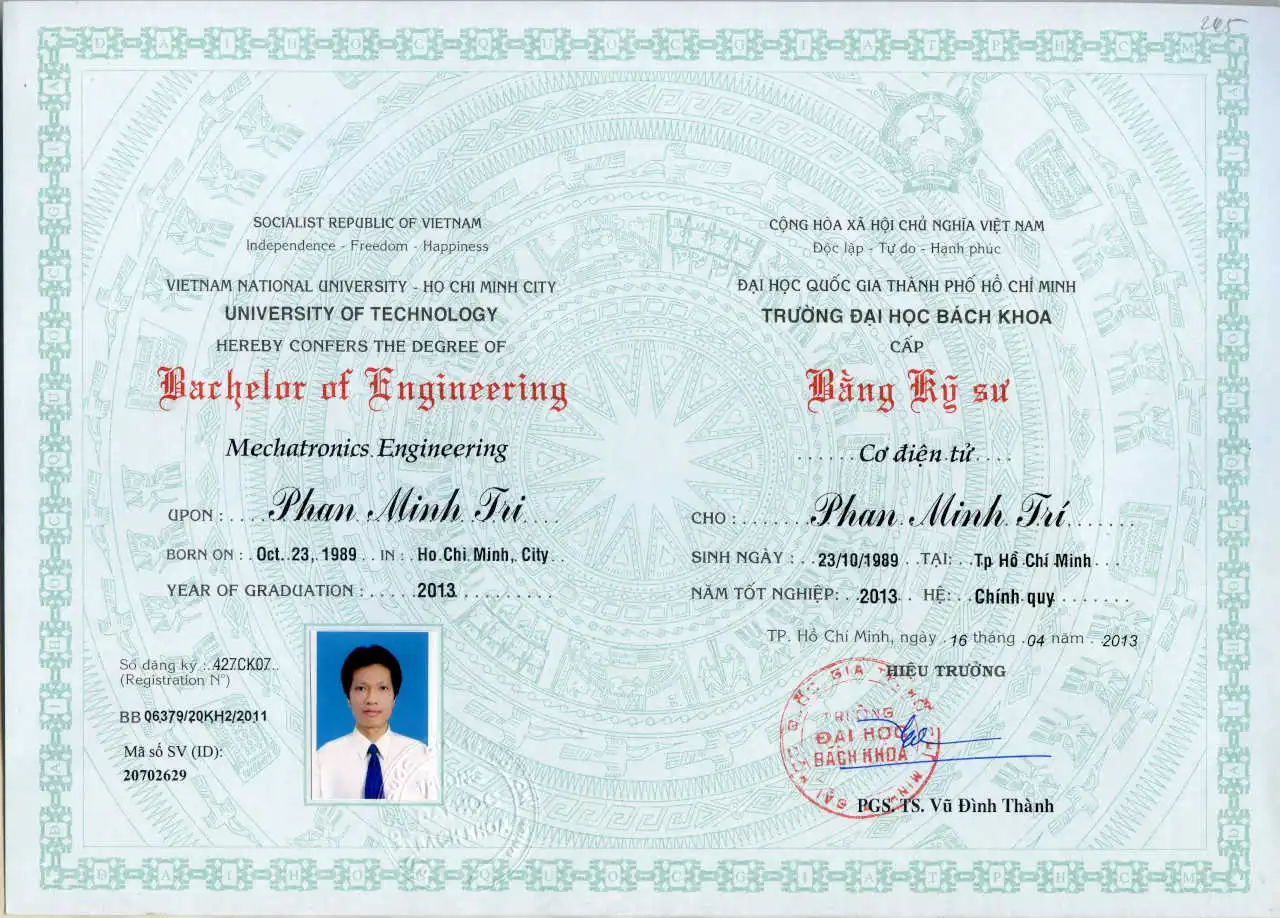 265
SOCIALIST REPUBLIC OF VIETNAM
Independence - Freedom - Happiness
VIETNAM NATIONAL UNIVERSITY - HO CHI MINH CITY
UNIVERSITY OF TECHNOLOGY
HEREBY CONFERS THE DEGREE OF
Bachelor of Engineering
Mechatronics Engineering
UPON : Phan Minh Tri
BORN ON : Oct. 23, 1989 IN : Ho Chi Minh, City
YEAR OF GRADUATION : 2013
Số đăng ký : 427CK07
(Registration N°)
BB 06379/20KH2/2011
Mã số SV (ID):
20702629
CỘNG HÒA XÃ HỘI CHỦ NGHĨA VIỆT NAM
Độc lập - Tự do - Hạnh phúc
ĐẠI HỌC QUỐC GIA THÀNH PHỐ HỒ CHÍ MINH
TRƯỜNG ĐẠI HỌC BÁCH KHOA
CẤP
Bằng Kỹ sư
Cơ điện tử
CHO : Phan Minh Trí
SINH NGÀY : 23/10/1989 TẠI: Tp Hồ Chí Minh
NĂM TỐT NGHIỆP: 2013 HỆ: Chính quy
TP. Hồ Chí Minh, ngày 16 tháng 04 năm 2013
HIỆU TRƯỞNG
TRƯỜNG
ĐẠI HỌC
BÁCH KHOA
PGS. TS. Vũ Đình Thành